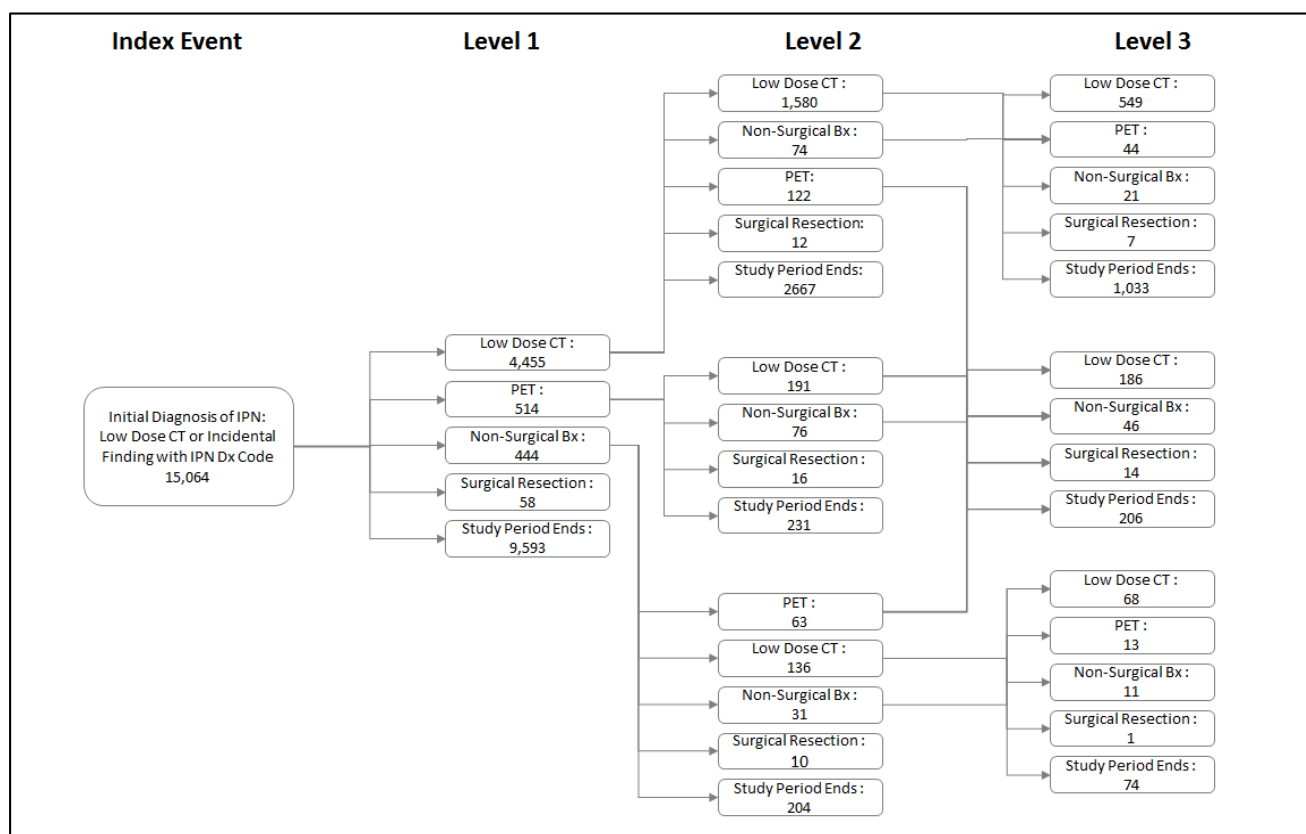 Index Event
Level 1
Level 2
Level 3
Initial Diagnosis of IPN:
Low Dose CT or Incidental
Finding with IPN Dx Code
15,064
Low Dose CT :
4,455
PET :
514
Non-Surgical Bx :
444
Surgical Resection :
58
Study Period Ends :
9,593
Low Dose CT :
1,580
Non-Surgical Bx :
74
PET:
122
Surgical Resection:
12
Study Period Ends:
2667
Low Dose CT :
191
Non-Surgical Bx :
76
Surgical Resection :
16
Study Period Ends :
231
PET :
63
Low Dose CT :
136
Non-Surgical Bx :
31
Surgical Resection :
10
Study Period Ends :
204
Low Dose CT :
549
PET :
44
Non-Surgical Bx :
21
Surgical Resection :
7
Study Period Ends :
1,033
Low Dose CT :
186
Non-Surgical Bx :
46
Surgical Resection :
14
Study Period Ends :
206
Low Dose CT :
68
PET :
13
Non-Surgical Bx :
11
Surgical Resection :
1
Study Period Ends :
74